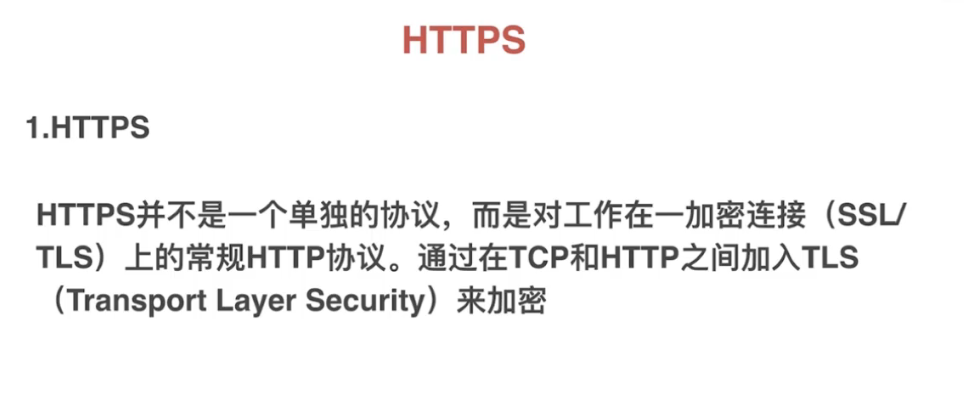 HTTPS
1.HTTPS
HTTPS并不是一个单独的协议，而是对工作在一加密连接（SSL/
TLS）上的常规HTTP协议。通过在TCP和HTTP之间加入TLS
（Transport Layer Security）来加密